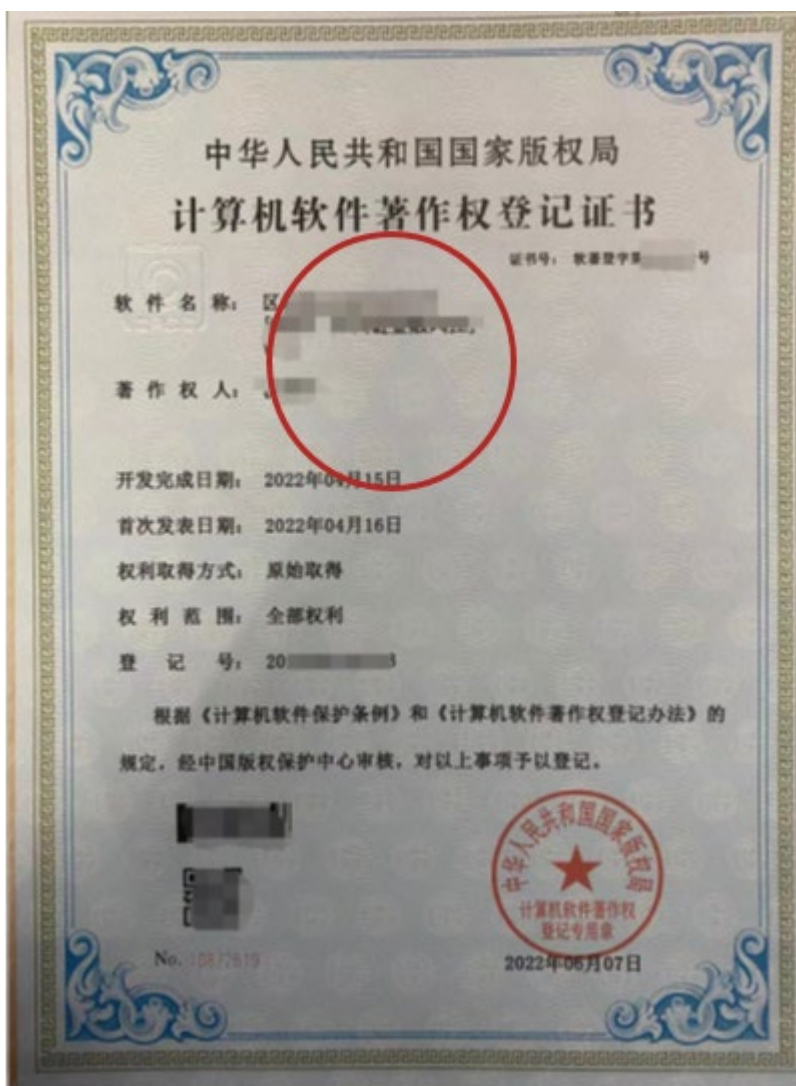 中华人民共和国国家版权局
计算机软件著作权登记证书
证书号： 软著登字第 号
软件名称： 区
著作权人：
开发完成日期： 2022年04月15日
首次发表日期： 2022年04月16日
权利取得方式： 原始取得
权利范围： 全部权利
登记号： 20
根据《计算机软件保护条例》和《计算机软件著作权登记办法》的
规定，经中国版权保护中心审核，对以上事项予以登记。
中华人民共和国国家版权局
计算机软件著作权
登记专用章
No.
2022年06月07日